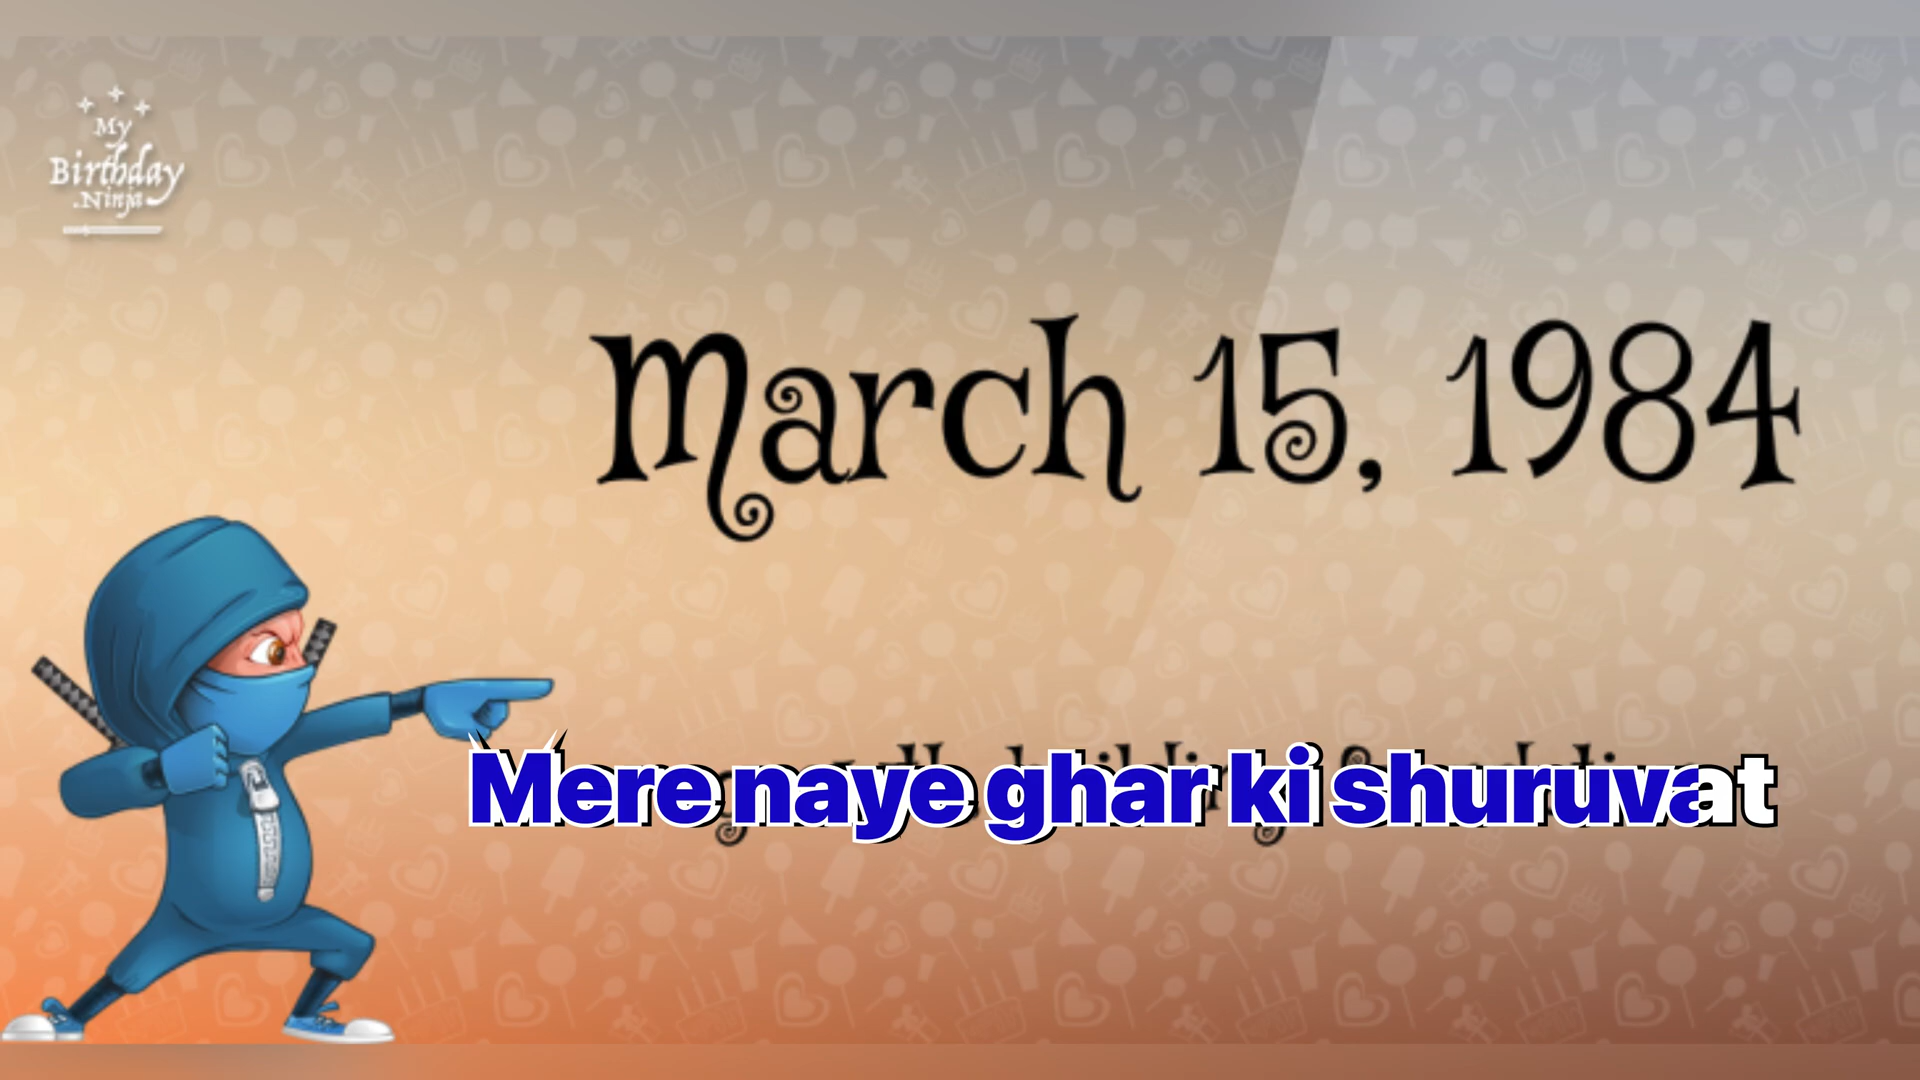 My
Birthday
.Ninja
March 15, 1984
Mere naye ghar ki shuruvat